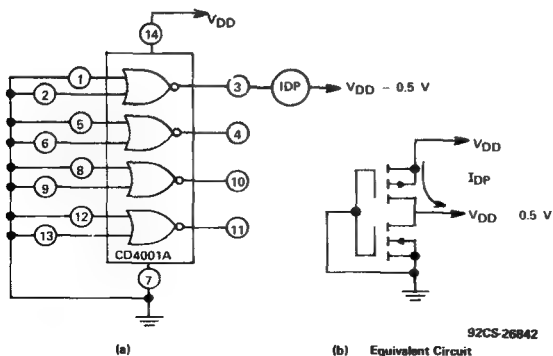 14
VDD
1
2
3
IDP
VDD - 0.5 V
5
6
4
8
9
10
12
13
11
CD4001A
7
VDD
IDP
VDD 0.5 V
92CS-26842
(a)
(b) Equivalent Circuit